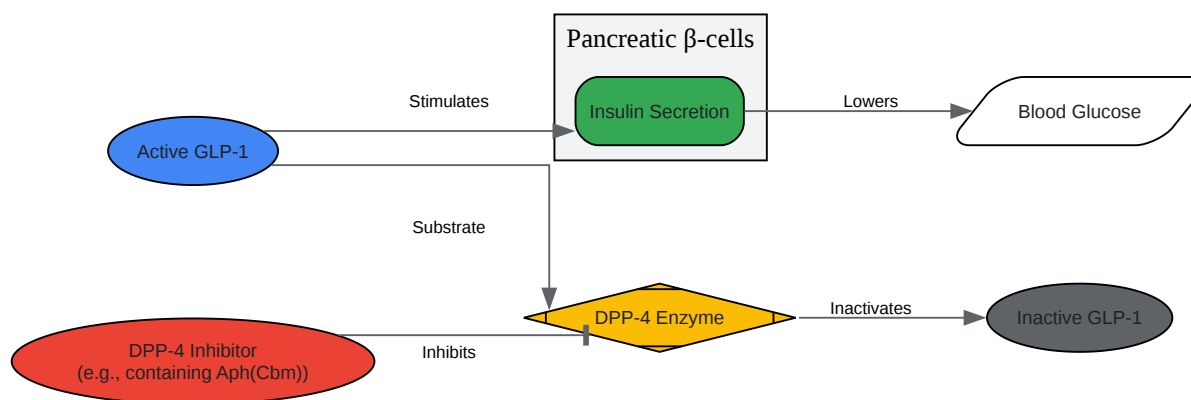 Pancreatic β-cells
Stimulates
Insulin Secretion
Lowers
Blood Glucose
Active GLP-1
Substrate
DPP-4 Enzyme
Inactivates
Inactive GLP-1
DPP-4 Inhibitor
(e.g., containing Aph(Cbm))
Inhibits